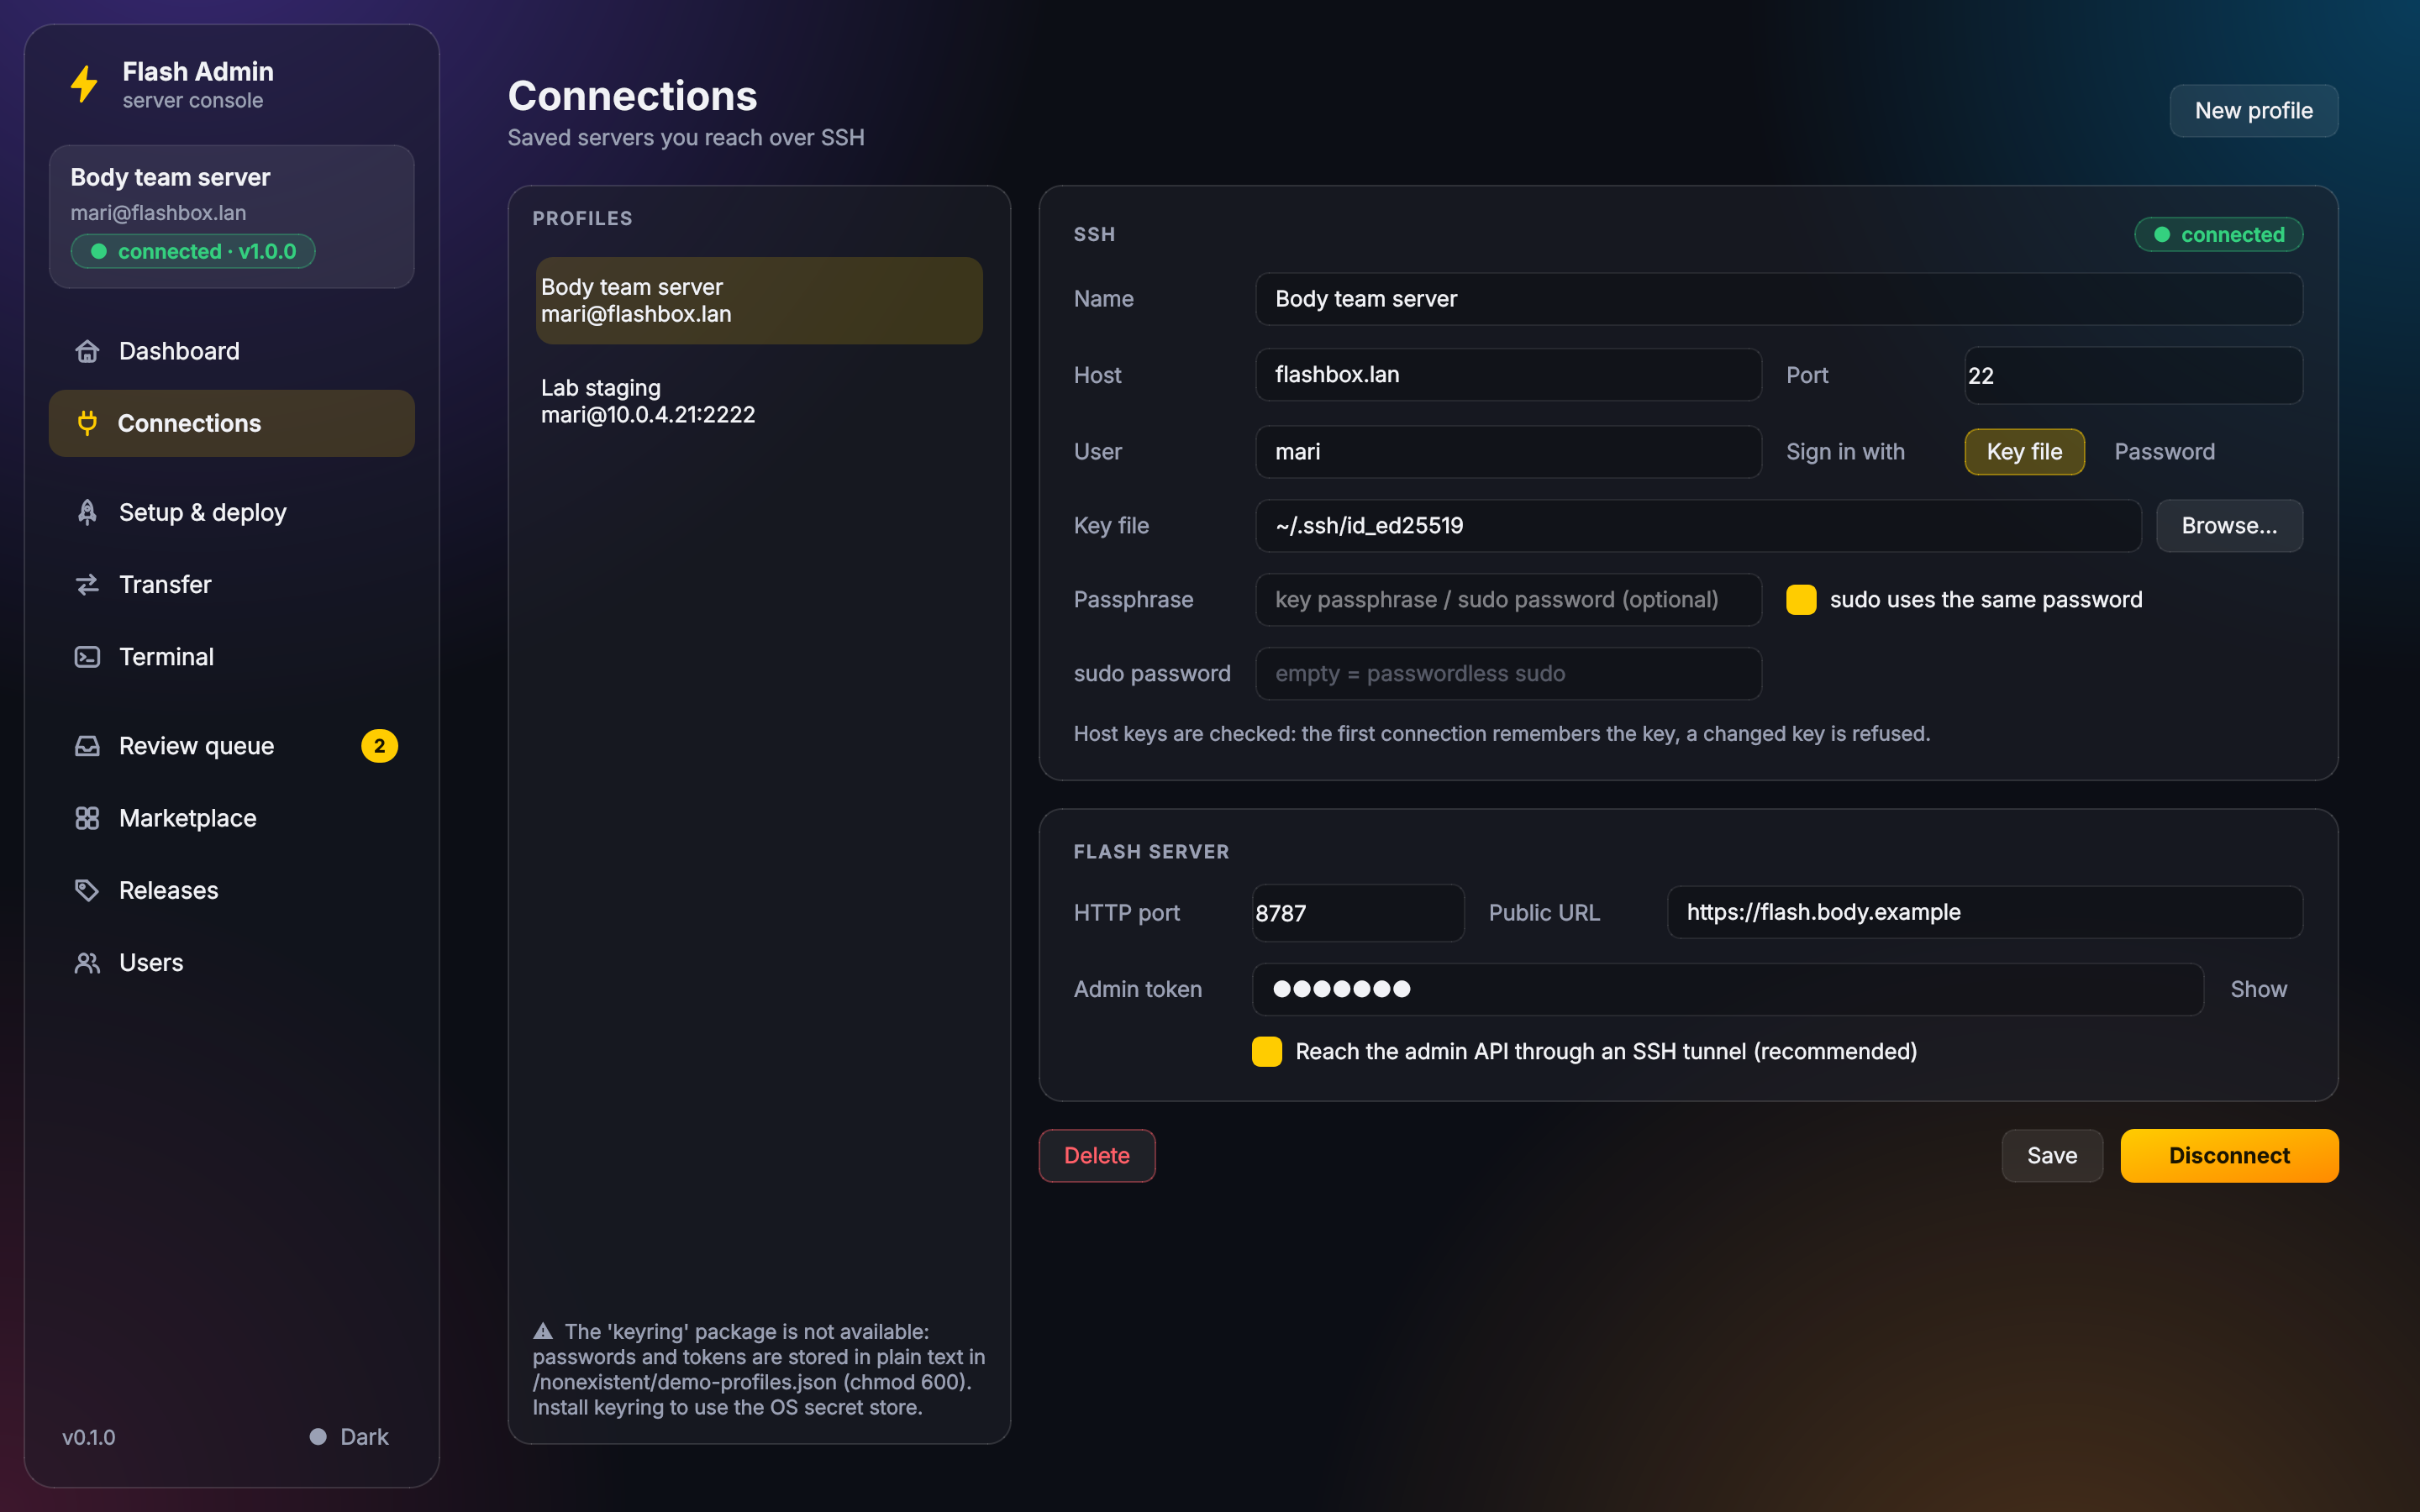 Flash Admin
server console
Body team server
mari@flashbox.lan
connected · v1.0.0
Dashboard
Connections
Setup & deploy
Transfer
Terminal
Review queue
2
Marketplace
Releases
Users
v0.1.0
Dark
Connections
Saved servers you reach over SSH
New profile
PROFILES
Body team server
mari@flashbox.lan
Lab staging
mari@10.0.4.21:2222
⚠ The 'keyring' package is not available:
passwords and tokens are stored in plain text in
/nonexistent/demo-profiles.json (chmod 600).
Install keyring to use the OS secret store.
SSH
connected
Name
Body team server
Host
flashbox.lan
Port
22
User
mari
Sign in with
Key file
Password
Key file
~/.ssh/id_ed25519
Browse...
Passphrase
key passphrase / sudo password (optional)
sudo uses the same password
sudo password
empty = passwordless sudo
Host keys are checked: the first connection remembers the key, a changed key is refused.
FLASH SERVER
HTTP port
8787
Public URL
https://flash.body.example
Admin token
●●●●●●●
Show
Reach the admin API through an SSH tunnel (recommended)
Delete
Save
Disconnect